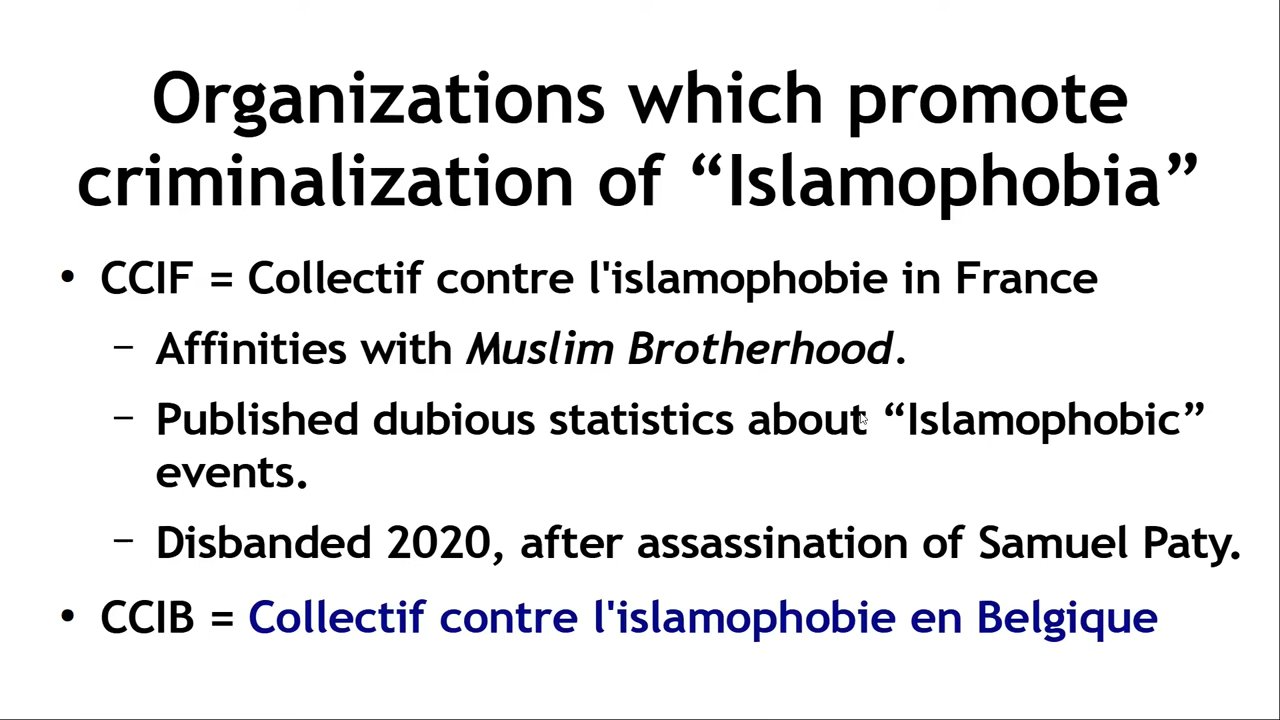 Organizations which promote
criminalization of “Islamophobia”
• CCIF = Collectif contre l'islamophobie in France
– Affinities with Muslim Brotherhood.
– Published dubious statistics about “Islamophobic”
events.
– Disbanded 2020, after assassination of Samuel Paty.
• CCIB = Collectif contre l'islamophobie en Belgique